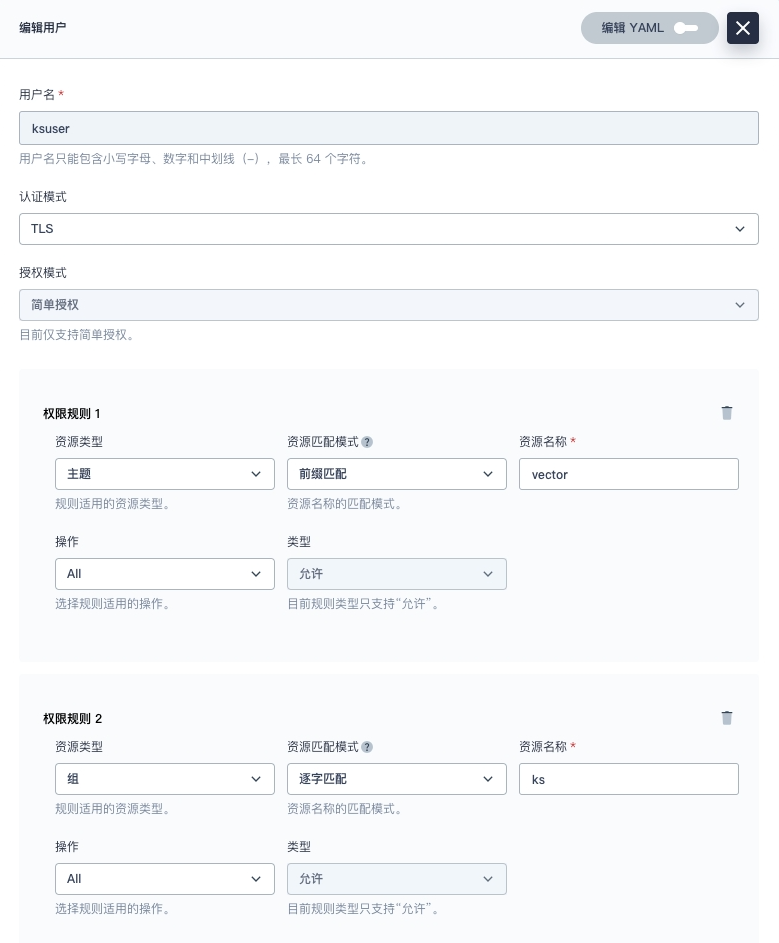 编辑用户
编辑 YAML
用户名 *
ksuser
用户名只能包含小写字母、数字和中划线（-），最长 64 个字符。
认证模式
TLS
授权模式
简单授权
目前仅支持简单授权。
权限规则 1
资源类型 资源匹配模式 ? 资源名称 *
主题 前缀匹配 vector
规则适用的资源类型。 资源名称的匹配模式。
操作 类型
All 允许
选择规则适用的操作。 目前规则类型只支持“允许”。
权限规则 2
资源类型 资源匹配模式 ? 资源名称 *
组 逐字匹配 ks
规则适用的资源类型。 资源名称的匹配模式。
操作 类型
All 允许
选择规则适用的操作。 目前规则类型只支持“允许”。